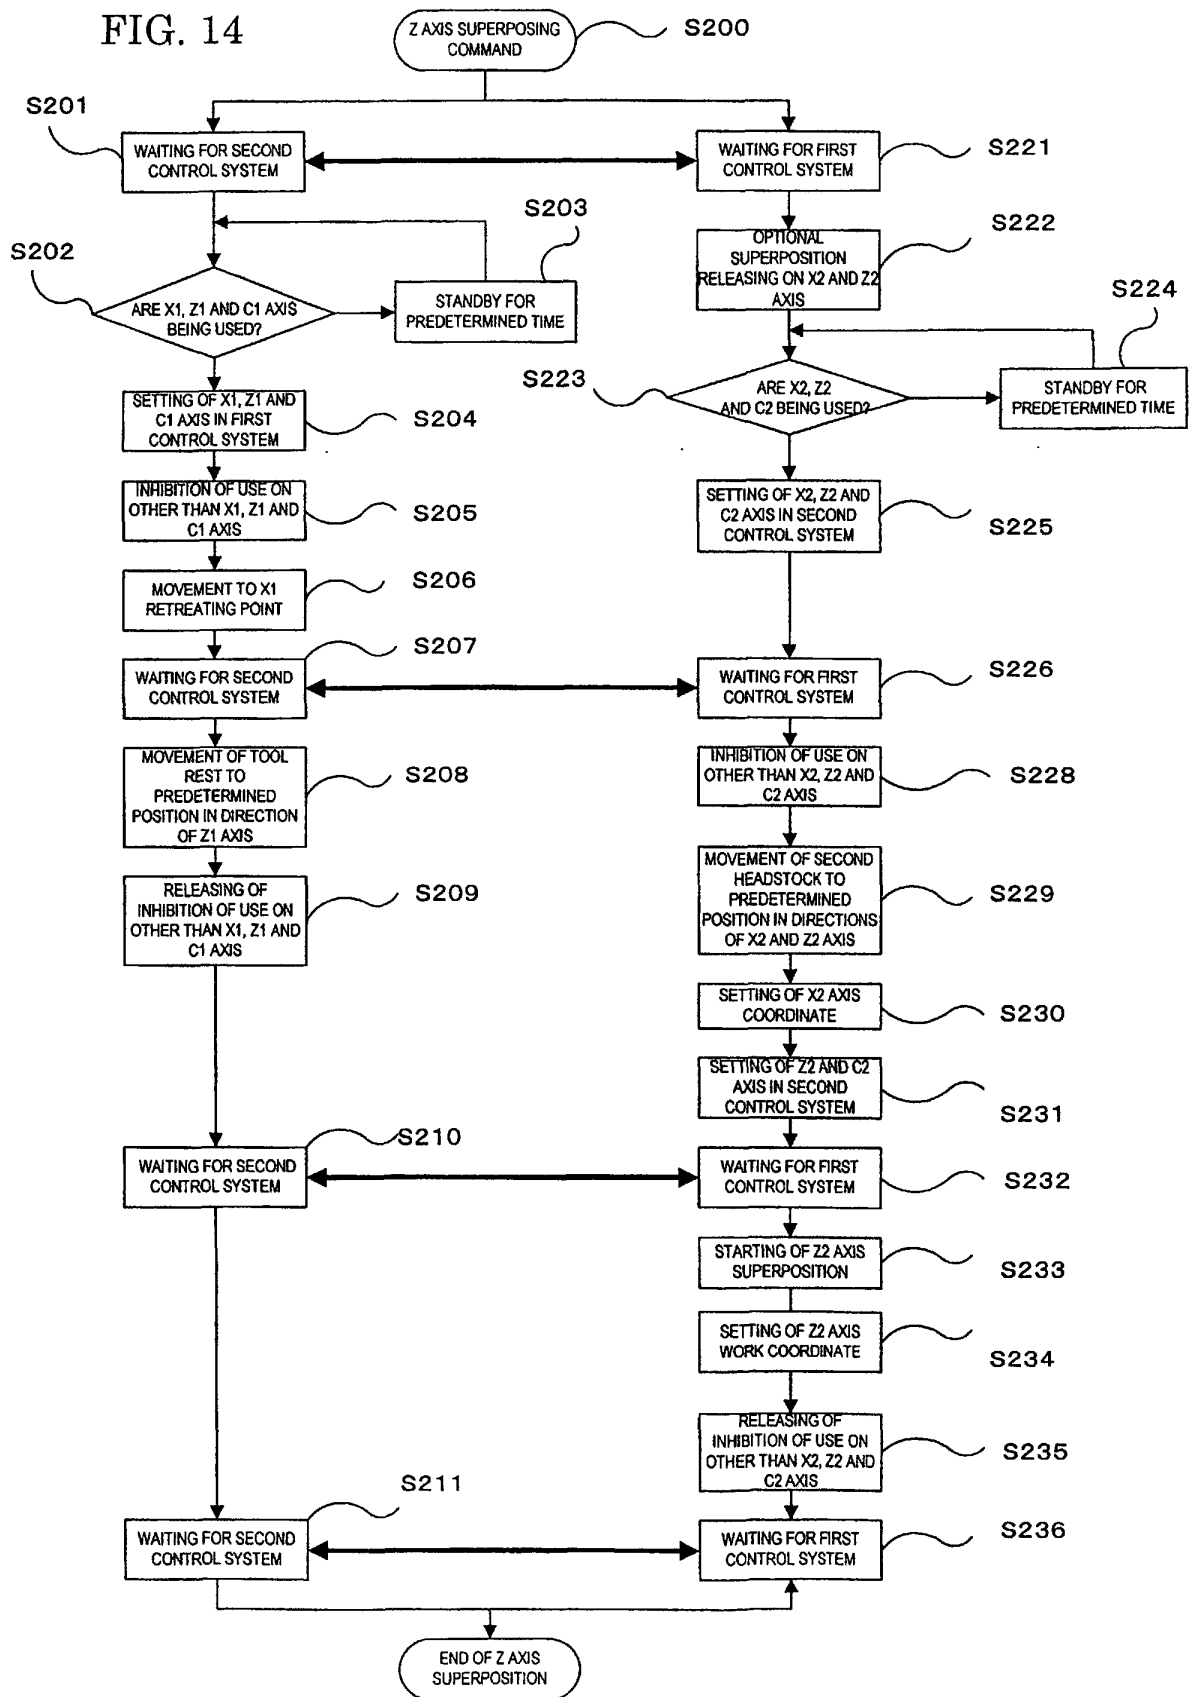 FIG. 14
Z AXIS SUPERPOSING
COMMAND
S200
S201
WAITING FOR SECOND
CONTROL SYSTEM
S202
ARE X1, Z1 AND C1 AXIS
BEING USED?
S203
STANDBY FOR
PREDETERMINED TIME
SETTING OF X1, Z1 AND
C1 AXIS IN FIRST
CONTROL SYSTEM
S204
INHIBITION OF USE ON
OTHER THAN X1, Z1 AND
C1 AXIS
S205
MOVEMENT TO X1
RETREATING POINT
S206
WAITING FOR SECOND
CONTROL SYSTEM
S207
MOVEMENT OF TOOL
REST TO
PREDETERMINED
POSITION IN DIRECTION
OF Z1 AXIS
S208
RELEASING OF
INHIBITION OF USE ON
OTHER THAN X1, Z1 AND
C1 AXIS
S209
WAITING FOR SECOND
CONTROL SYSTEM
S210
WAITING FOR SECOND
CONTROL SYSTEM
S211
WAITING FOR FIRST
CONTROL SYSTEM
S221
OPTIONAL
SUPERPOSITION
RELEASING ON X2 AND Z2
AXIS
S222
S223
ARE X2, Z2
AND C2 BEING USED?
S224
STANDBY FOR
PREDETERMINED TIME
SETTING OF X2, Z2 AND
C2 AXIS IN SECOND
CONTROL SYSTEM
S225
WAITING FOR FIRST
CONTROL SYSTEM
S226
INHIBITION OF USE ON
OTHER THAN X2, Z2 AND
C2 AXIS
S228
MOVEMENT OF SECOND
HEADSTOCK TO
PREDETERMINED
POSITION IN DIRECTIONS
OF X2 AND Z2 AXIS
S229
SETTING OF X2 AXIS
COORDINATE
S230
SETTING OF Z2 AND C2
AXIS IN SECOND
CONTROL SYSTEM
S231
WAITING FOR FIRST
CONTROL SYSTEM
S232
STARTING OF Z2 AXIS
SUPERPOSITION
S233
SETTING OF Z2 AXIS
WORK COORDINATE
S234
RELEASING OF
INHIBITION OF USE ON
OTHER THAN X2, Z2 AND
C2 AXIS
S235
WAITING FOR FIRST
CONTROL SYSTEM
S236
END OF Z AXIS
SUPERPOSITION